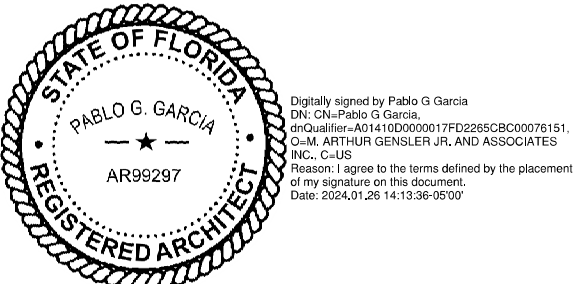 STATE OF FLORIDA
PABLO G. GARCIA
AR99297
REGISTERED ARCHITECT
Digitally signed by Pablo G Garcia
DN: CN=Pablo G Garcia,
dnQualifier=A01410D0000017FD2265CBC00076151,
O=M. ARTHUR GENSLER JR. AND ASSOCIATES
INC., C=US
Reason: I agree to the terms defined by the placement
of my signature on this document.
Date: 2024.01.26 14:13:36-05'00'